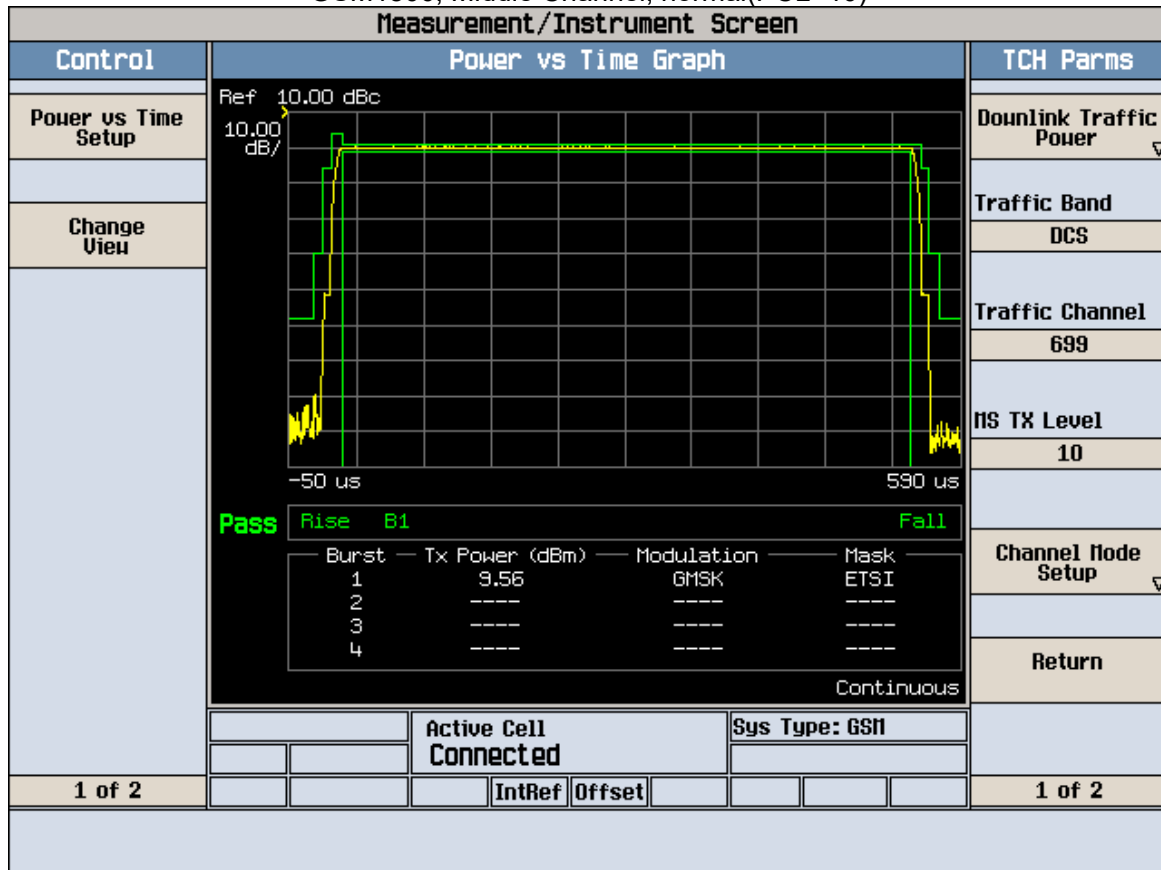 Measurement/Instrument Screen
Control
Power vs Time Graph
TCH Parms
Power vs Time
Setup
Change
View
1 of 2
Ref 10.00 dBc
10.00
dB/
-50 us
590 us
Pass
Rise B1 Fall
Burst Tx Power (dBm) Modulation Mask
1 9.56 GMSK ETSI
2 ---- ---- ----
3 ---- ---- ----
4 ---- ---- ----
Continuous
Active Cell
Connected
Sys Type: GSM
IntRef Offset
Downlink Traffic
Power
Traffic Band
DCS
Traffic Channel
699
MS TX Level
10
Channel Mode
Setup
Return
1 of 2